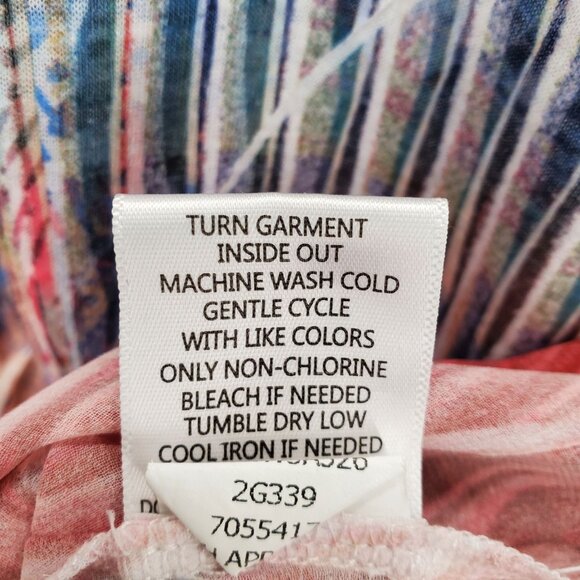 TURN GARMENT
INSIDE OUT
MACHINE WASH COLD
GENTLE CYCLE
WITH LIKE COLORS
ONLY NON-CHLORINE
BLEACH IF NEEDED
TUMBLE DRY LOW
COOL IRON IF NEEDED
2G339